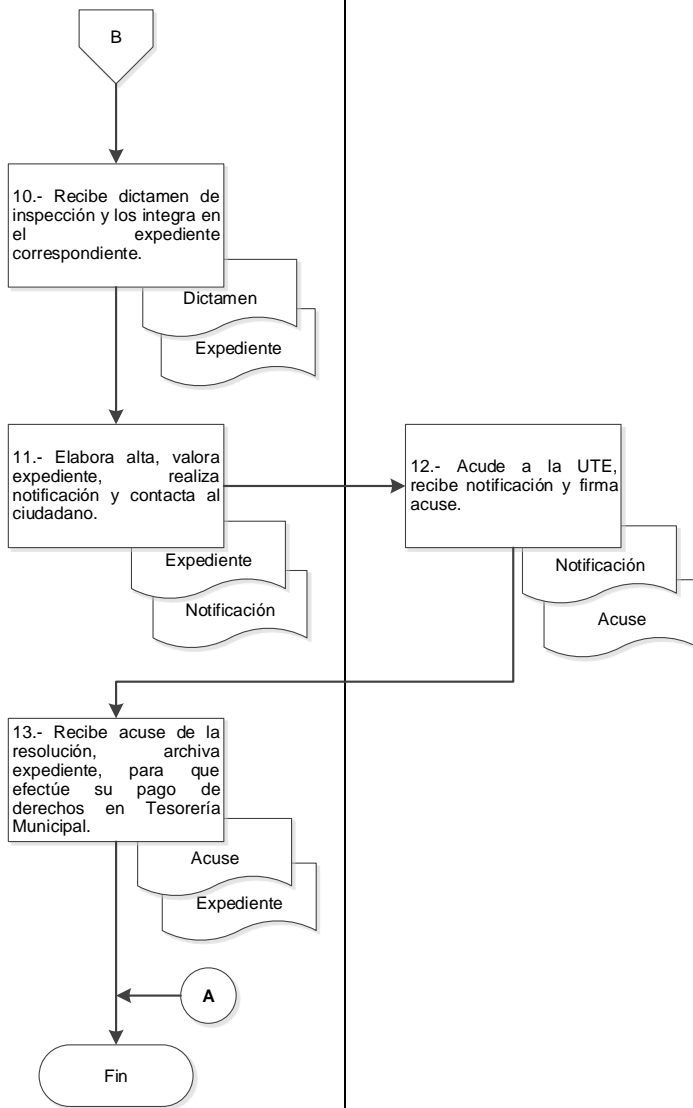 B
10.- Recibe dictamen de
inspección y los integra en
el expediente
correspondiente.
Dictamen
Expediente
11.- Elabora alta, valora
expediente, realiza
notificación y contacta al
ciudadano.
Expediente
Notificación
12.- Acude a la UTE,
recibe notificación y firma
acuse.
Notificación
Acuse
13.- Recibe acuse de la
resolución, archiva
expediente, para que
efectúe su pago de
derechos en Tesorería
Municipal.
Acuse
Expediente
A
Fin